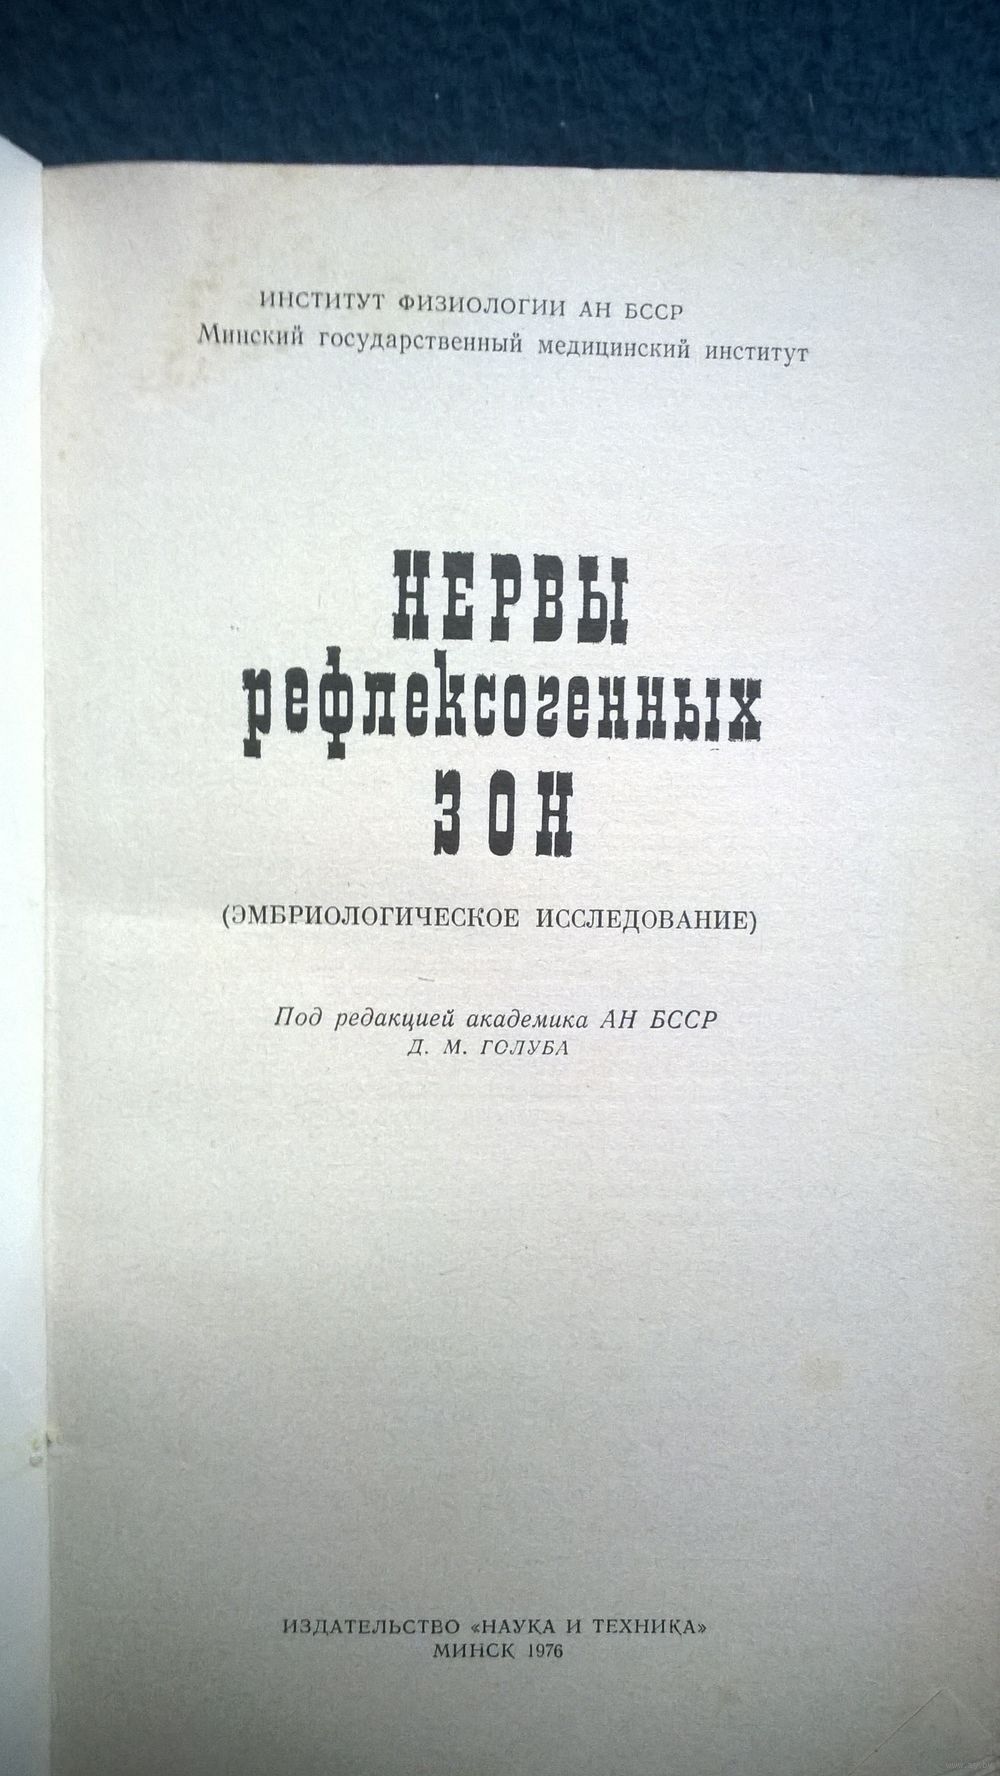 ИНСТИТУТ ФИЗИОЛОГИИ АН БССР
Минский государственный медицинский институт
НЕРВЫ
рефлексогенных
ЗОН
(ЭМБРИОЛОГИЧЕСКОЕ ИССЛЕДОВАНИЕ)
Под редакцией академика АН БССР
Д. М. ГОЛУБА
ИЗДАТЕЛЬСТВО «НАУКА И ТЕХНИКА»
МИНСК 1976